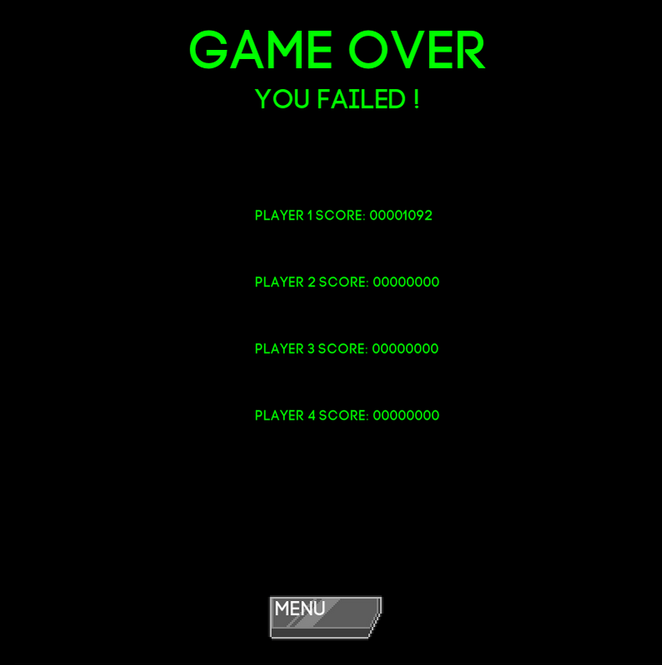 GAME OVER
YOU FAILED !
PLAYER 1 SCORE: 00001092
PLAYER 2 SCORE: 00000000
PLAYER 3 SCORE: 00000000
PLAYER 4 SCORE: 00000000
MENU